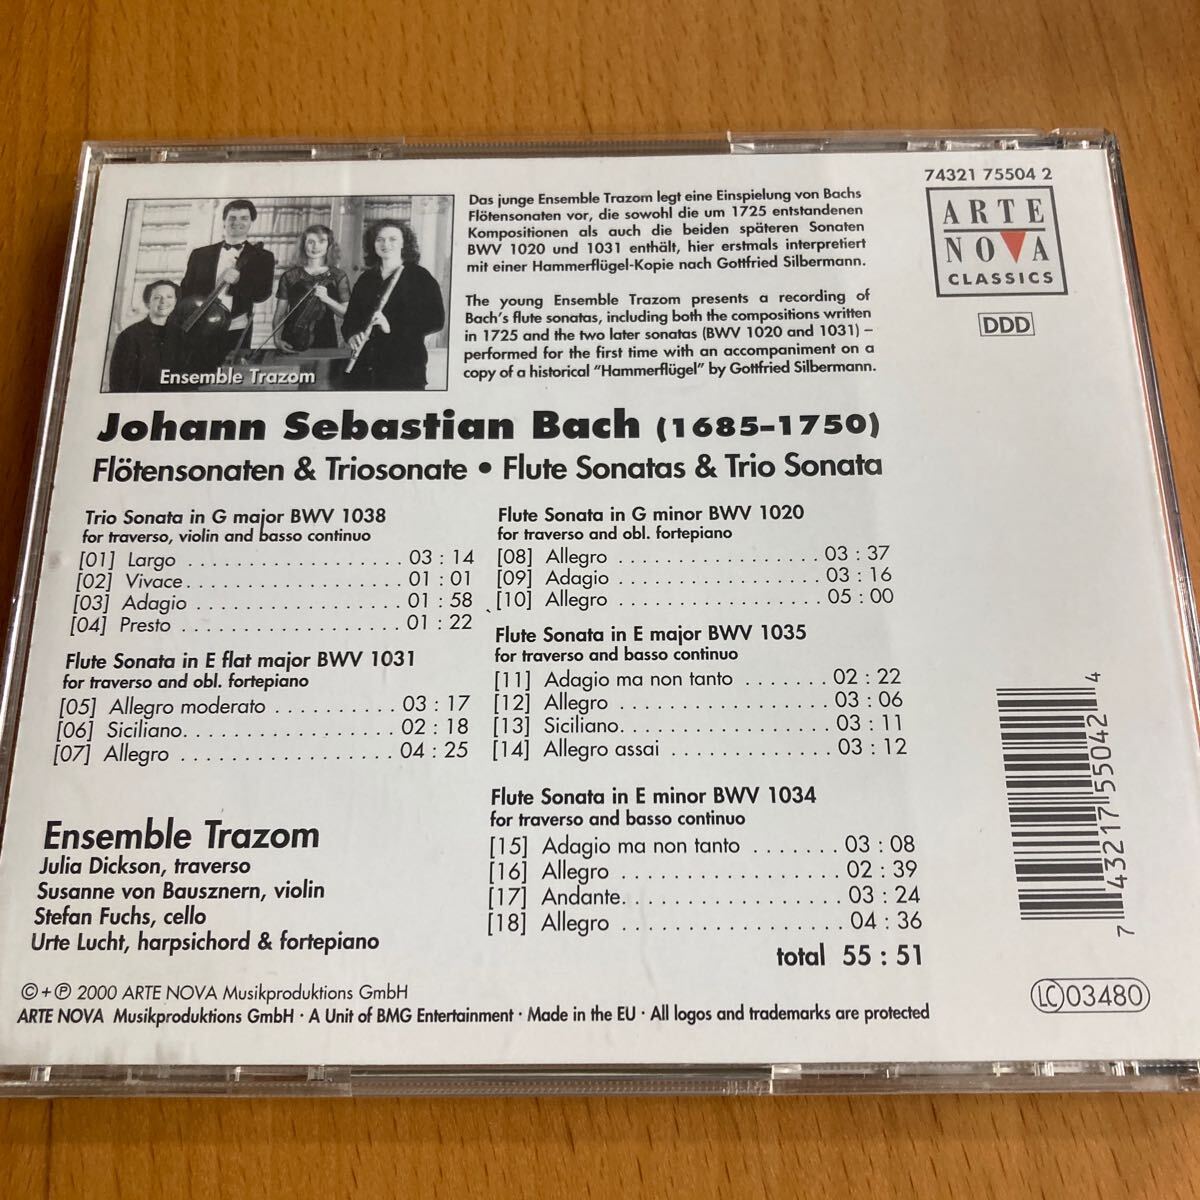 Das junge Ensemble Trazom legt eine Einspielung von Bachs
Flötensonaten vor, die sowohl die um 1725 entstandenen
Kompositionen als auch die beiden späteren Sonaten
BWV 1020 und 1031 enthält, hier erstmals interpretiert
mit einer Hammerflügel-Kopie nach Gottfried Silbermann.
The young Ensemble Trazom presents a recording of
Bach's flute sonatas, including both the compositions written
in 1725 and the two later sonatas (BWV 1020 and 1031) –
performed for the first time with an accompaniment on a
copy of a historical "Hammerflügel" by Gottfried Silbermann.
Ensemble Trazom
74321 75504 2
ARTE
NOVA
CLASSICS
DDD
Johann Sebastian Bach (1685-1750)
Flötensonaten & Triosonate • Flute Sonatas & Trio Sonata
Trio Sonata in G major BWV 1038
for traverso, violin and basso continuo
[01] Largo . . . . . . . . . . . . . . . . . . 03 : 14
[02] Vivace. . . . . . . . . . . . . . . . . . 01 : 01
[03] Adagio . . . . . . . . . . . . . . . . . 01 : 58
[04] Presto . . . . . . . . . . . . . . . . . . 01 : 22
Flute Sonata in E flat major BWV 1031
for traverso and obl. fortepiano
[05] Allegro moderato . . . . . . . . . . 03 : 17
[06] Siciliano. . . . . . . . . . . . . . . . . 02 : 18
[07] Allegro . . . . . . . . . . . . . . . . . 04 : 25
Flute Sonata in G minor BWV 1020
for traverso and obl. fortepiano
[08] Allegro . . . . . . . . . . . . . . . . . 03 : 37
[09] Adagio . . . . . . . . . . . . . . . . . 03 : 16
[10] Allegro . . . . . . . . . . . . . . . . . 05 : 00
Flute Sonata in E major BWV 1035
for traverso and basso continuo
[11] Adagio ma non tanto . . . . . . . 02 : 22
[12] Allegro . . . . . . . . . . . . . . . . . 03 : 06
[13] Siciliano. . . . . . . . . . . . . . . . . 03 : 11
[14] Allegro assai . . . . . . . . . . . . . 03 : 12
Flute Sonata in E minor BWV 1034
for traverso and basso continuo
[15] Adagio ma non tanto . . . . . . . 03 : 08
[16] Allegro . . . . . . . . . . . . . . . . . 02 : 39
[17] Andante. . . . . . . . . . . . . . . . . 03 : 24
[18] Allegro . . . . . . . . . . . . . . . . . 04 : 36
total 55 : 51
Ensemble Trazom
Julia Dickson, traverso
Susanne von Bausznern, violin
Stefan Fuchs, cello
Urte Lucht, harpsichord & fortepiano
7 43217 55042 4
© + ℗ 2000 ARTE NOVA Musikproduktions GmbH
ARTE NOVA Musikproduktions GmbH · A Unit of BMG Entertainment · Made in the EU · All logos and trademarks are protected
LC 03480